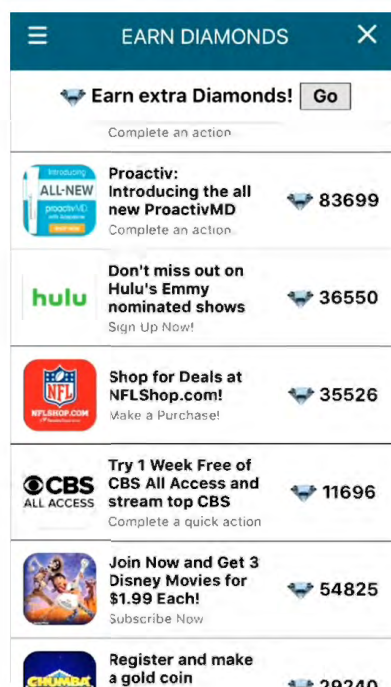 EARN DIAMONDS
Earn extra Diamonds! Go
Complete an action
Introducing
ALL-NEW
proactivMD
Proactiv:
Introducing the all
new ProactivMD
Complete an action
83699
hulu
Don't miss out on
Hulu's Emmy
nominated shows
Sign Up Now!
36550
NFL
NFLSHOP.COM
Shop for Deals at
NFLShop.com!
Make a Purchase!
35526
CBS
ALL ACCESS
Try 1 Week Free of
CBS All Access and
stream top CBS
Complete a quick action
11696
Join Now and Get 3
Disney Movies for
$1.99 Each!
Subscribe Now
54825
CHUMBA
Register and make
a gold coin
29240